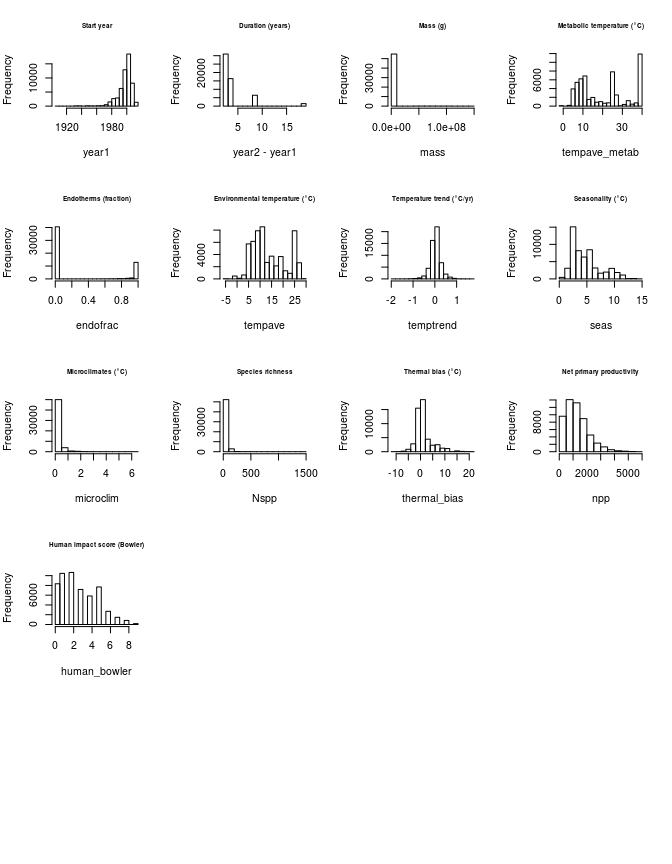 Start year
Frequency
0 10000
1920 1980
year1
Duration (years)
Frequency
0 20000
5 10 15
year2 - year1
Mass (g)
Frequency
0 30000
0.0e+00 1.0e+08
mass
Metabolic temperature (°C)
Frequency
0 6000
0 10 30
tempave_metab
Endotherms (fraction)
Frequency
0 30000
0.0 0.4 0.8
endofrac
Environmental temperature (°C)
Frequency
0 4000
-5 5 15 25
tempave
Temperature trend (°C/yr)
Frequency
0 15000
-2 -1 0 1
temptrend
Seasonality (°C)
Frequency
0 10000
0 5 10 15
seas
Microclimates (°C)
Frequency
0 30000
0 2 4 6
microclim
Species richness
Frequency
0 30000
0 500 1500
Nspp
Thermal bias (°C)
Frequency
0 10000
-10 0 10 20
thermal_bias
Net primary productivity
Frequency
0 8000
0 2000 5000
npp
Human impact score (Bowler)
Frequency
0 6000
0 2 4 6 8
human_bowler